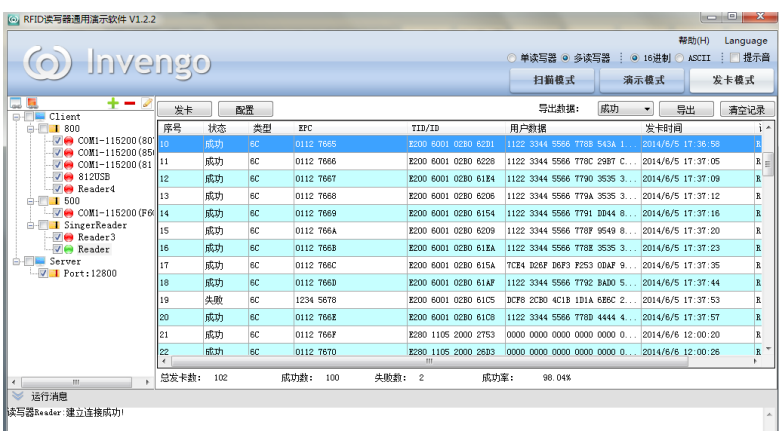 RFID读写器通用演示软件 V1.2.2
帮助(H) Language
Invengo
单读写器 多读写器 16进制 ASCII 提示音
扫描模式 演示模式 发卡模式
发卡 配置 导出数据: 成功 导出 清空记录
Client
800
COM1-115200(80
COM1-115200(85
COM1-115200(81
812USB
Reader4
500
COM1-115200(F6
SingerReader
Reader3
Reader
Server
Port:12800
序号 状态 类型 EPC TID/ID 用户数据 发卡时间
10 成功 6C 0112 7665 E200 6001 02B0 62D1 1122 3344 5566 778B 543A 1... 2014/6/5 17:36:58 R
11 成功 6C 0112 7666 E200 6001 02B0 6228 1122 3344 5566 778C 29B7 C... 2014/6/5 17:37:05 R
12 成功 6C 0112 7667 E200 6001 02B0 61E4 1122 3344 5566 7790 3535 3... 2014/6/5 17:37:09 R
13 成功 6C 0112 7668 E200 6001 02B0 6206 1122 3344 5566 779A 3535 3... 2014/6/5 17:37:12 R
14 成功 6C 0112 7669 E200 6001 02B0 6154 1122 3344 5566 7791 DD44 8... 2014/6/5 17:37:16 R
15 成功 6C 0112 766A E200 6001 02B0 6209 1122 3344 5566 778F 9549 8... 2014/6/5 17:37:20 R
16 成功 6C 0112 766B E200 6001 02B0 61EA 1122 3344 5566 778E 3535 3... 2014/6/5 17:37:23 R
17 成功 6C 0112 766C E200 6001 02B0 615A 7CE4 D26F D6F3 F253 0DAF 9... 2014/6/5 17:37:35 R
18 成功 6C 0112 766D E200 6001 02B0 61AF 1122 3344 5566 7792 BAD0 5... 2014/6/5 17:37:44 R
19 失败 6C 1234 5678 E200 6001 02B0 61C5 DCF8 2CB0 4C1B 1D1A 6E6C 2... 2014/6/5 17:37:53 R
20 成功 6C 0112 766E E200 6001 02B0 61C8 1122 3344 5566 778D 4444 4... 2014/6/5 17:37:57 R
21 成功 6C 0112 766F E280 1105 2000 2753 0000 0000 0000 0000 0000 0... 2014/6/6 12:00:20 R
22 成功 6C 0112 7670 E280 1105 2000 26D3 0000 0000 0000 0000 0000 0... 2014/6/6 12:00:26 R
总发卡数: 102 成功数: 100 失败数: 2 成功率: 98.04%
运行消息
读写器Reader:建立连接成功!